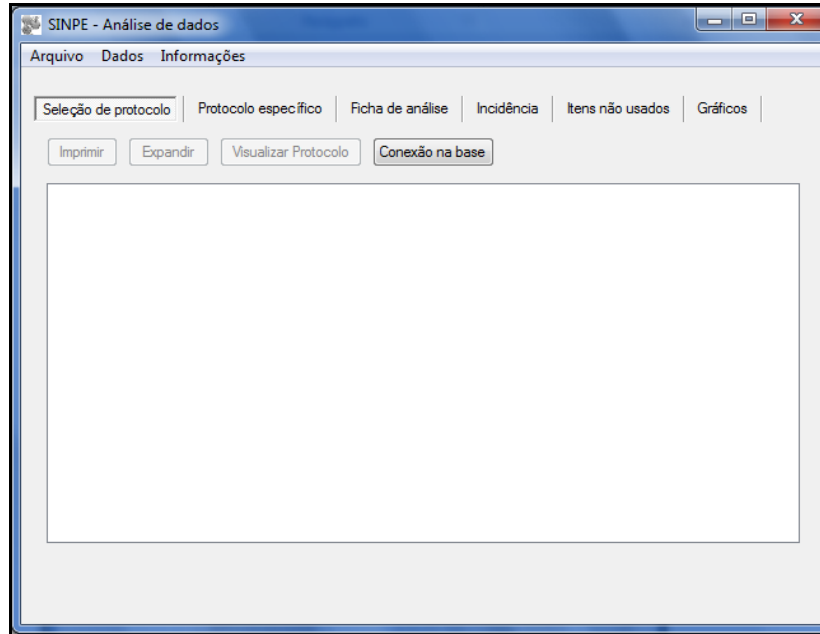 SINPE - Análise de dados
Arquivo Dados Informações
Seleção de protocolo Protocolo específico Ficha de análise Incidência Itens não usados Gráficos
Imprimir Expandir Visualizar Protocolo Conexão na base